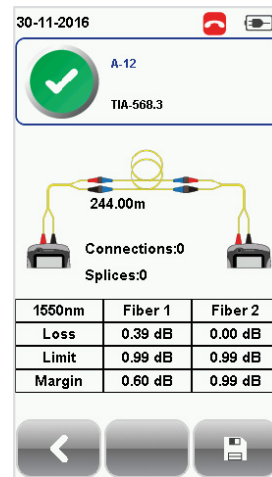 30-11-2016
A-12
TIA-568.3
244.00m
Connections:0
Splices:0
1550nm Fiber 1 Fiber 2
Loss 0.39 dB 0.00 dB
Limit 0.99 dB 0.99 dB
Margin 0.60 dB 0.99 dB